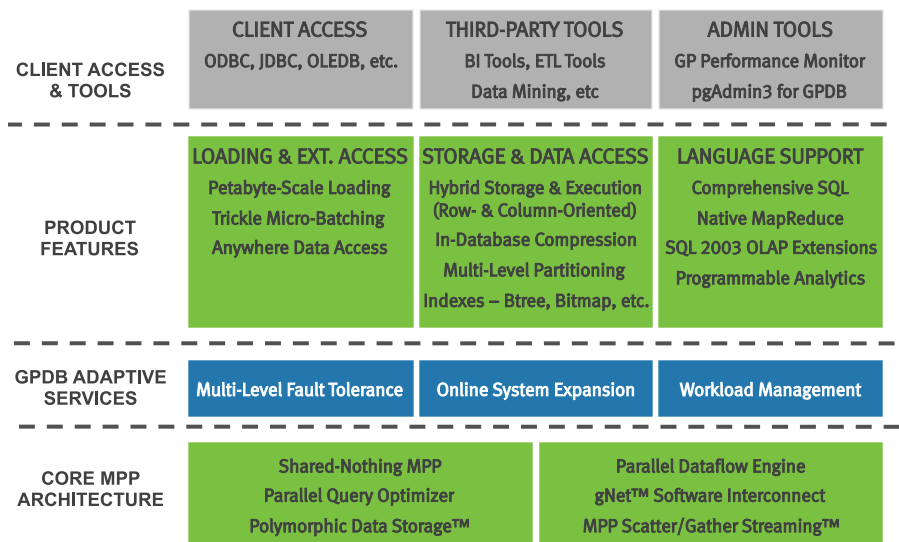 CLIENT ACCESS
& TOOLS
CLIENT ACCESS
ODBC, JDBC, OLEDB, etc.
THIRD-PARTY TOOLS
BI Tools, ETL Tools
Data Mining, etc
ADMIN TOOLS
GP Performance Monitor
pgAdmin3 for GPDB
PRODUCT
FEATURES
LOADING & EXT. ACCESS
Petabyte-Scale Loading
Trickle Micro-Batching
Anywhere Data Access
STORAGE & DATA ACCESS
Hybrid Storage & Execution
(Row- & Column-Oriented)
In-Database Compression
Multi-Level Partitioning
Indexes – Btree, Bitmap, etc.
LANGUAGE SUPPORT
Comprehensive SQL
Native MapReduce
SQL 2003 OLAP Extensions
Programmable Analytics
GPDB ADAPTIVE
SERVICES
Multi-Level Fault Tolerance
Online System Expansion
Workload Management
CORE MPP
ARCHITECTURE
Shared-Nothing MPP
Parallel Query Optimizer
Polymorphic Data Storage™
Parallel Dataflow Engine
gNet™ Software Interconnect
MPP Scatter/Gather Streaming™